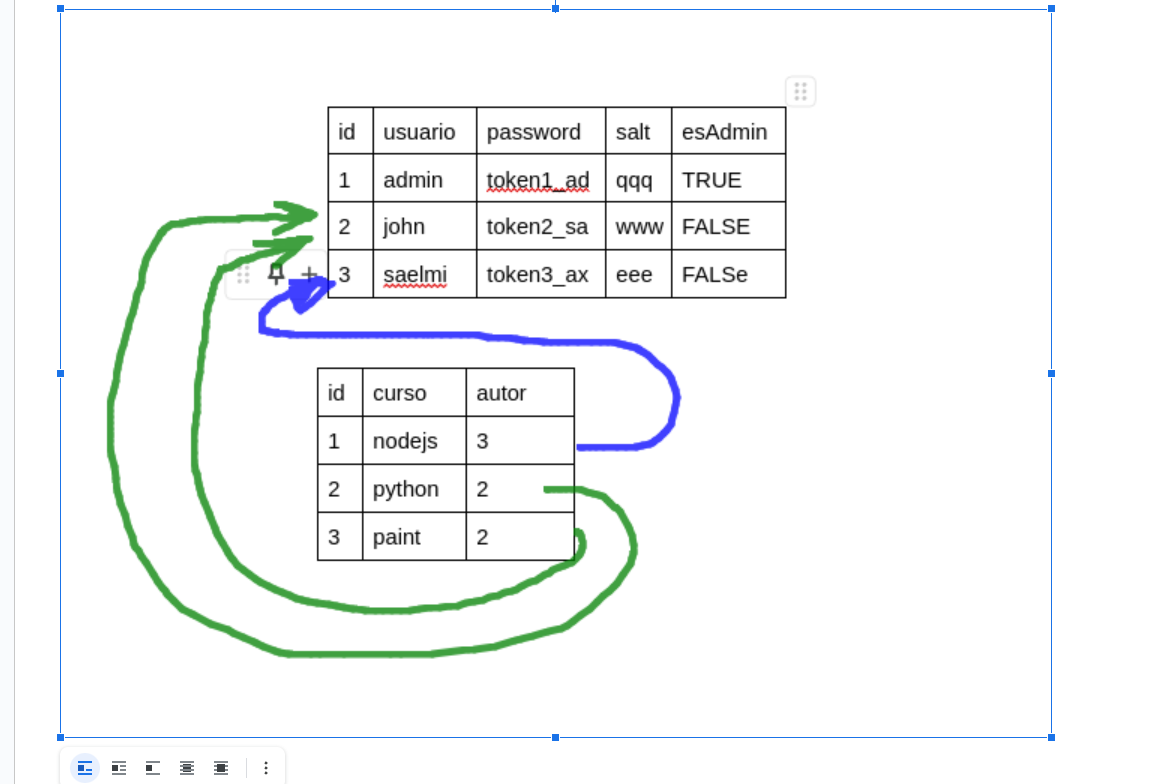 id usuario password salt esAdmin
1 admin token1_ad qqq TRUE
2 john token2_sa www FALSE
3 saelmi token3_ax eee FALSe
id curso autor
1 nodejs 3
2 python 2
3 paint 2